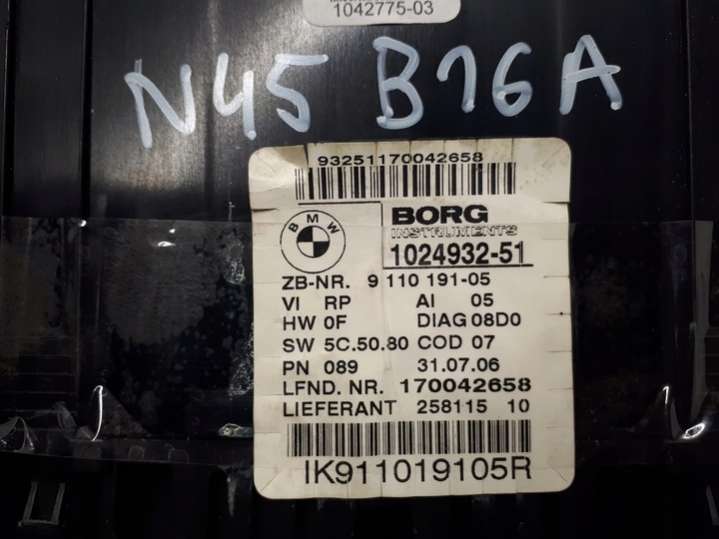 1042775-03
N45 B16A
93251170042658
BMW
BORG
INSTRUMENTS
1024932-51
ZB-NR. 9 110 191-05
VI RP AI 05
HW 0F DIAG 08D0
SW 5C.50.80 COD 07
PN 089 31.07.06
LFND. NR. 170042658
LIEFERANT 258115 10
IK911019105R